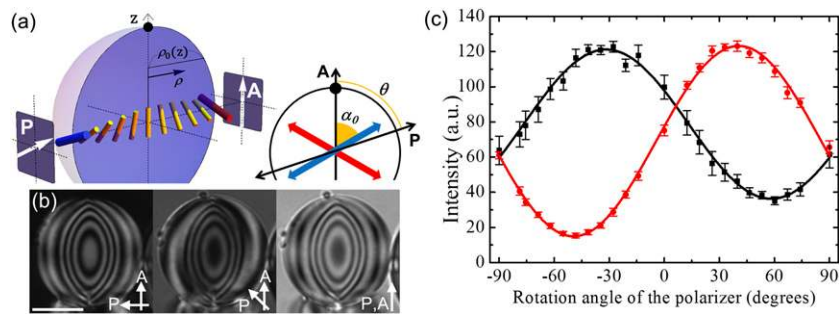 (a)
z
ρ₀(z)
ρ
P
A
A
θ
α₀
P
(b)
A
P
A
P
A
P,A
(c)
Intensity (a.u.)
140
120
100
80
60
40
20
0
-90 -60 -30 0 30 60 90
Rotation angle of the polarizer (degrees)